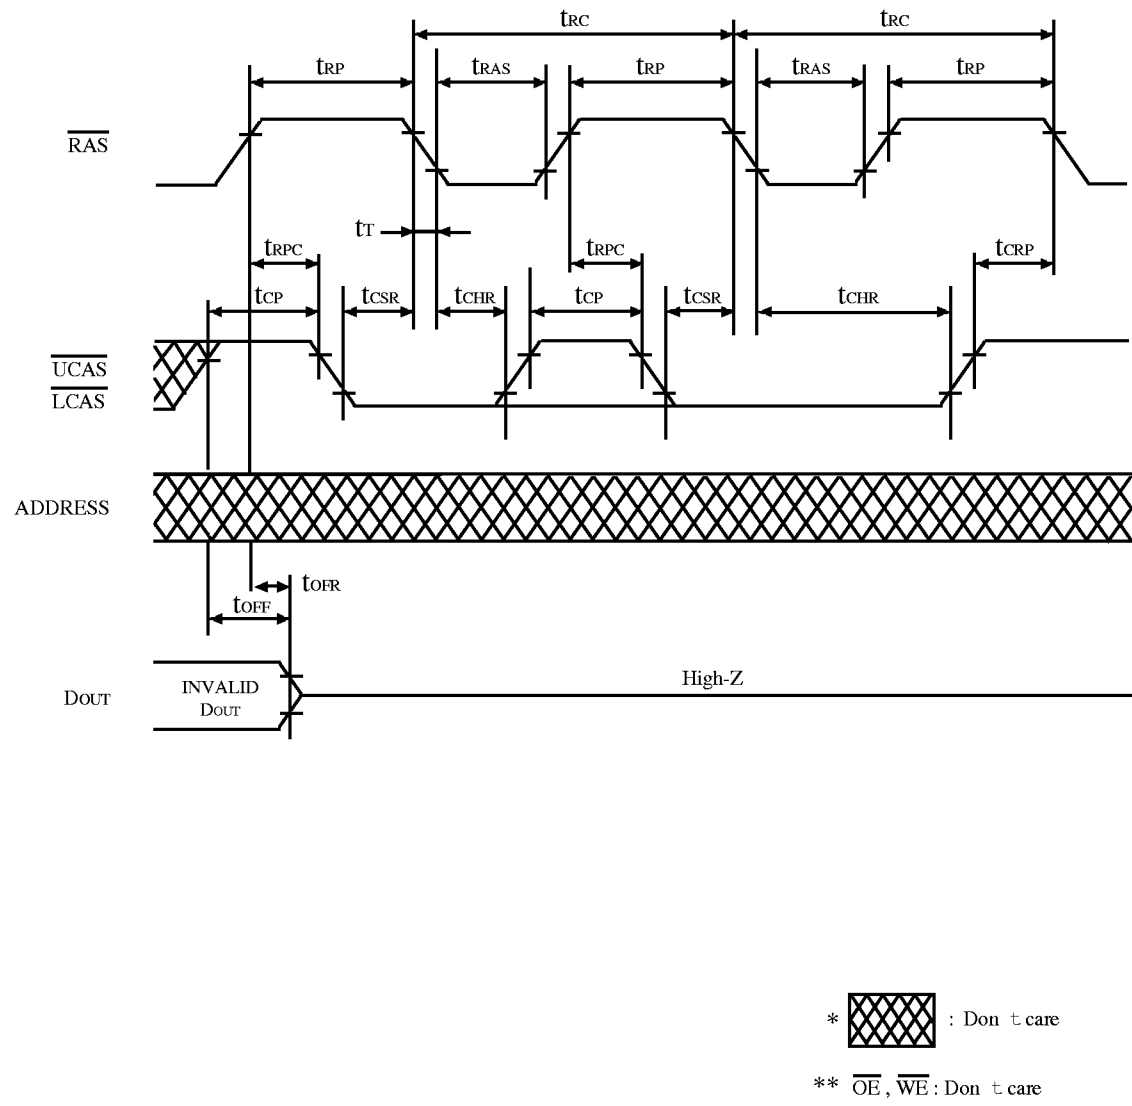 tRC tRC
tRP tRAS tRP tRAS tRP
RAS
tT
tRPC tRPC tCRP
tCP tCSR tCHR tCP tCSR tCHR
UCAS
LCAS
ADDRESS
tOFR
tOFF
INVALID
DOUT
High-Z
DOUT
* : Don t care
** OE , WE : Don t care